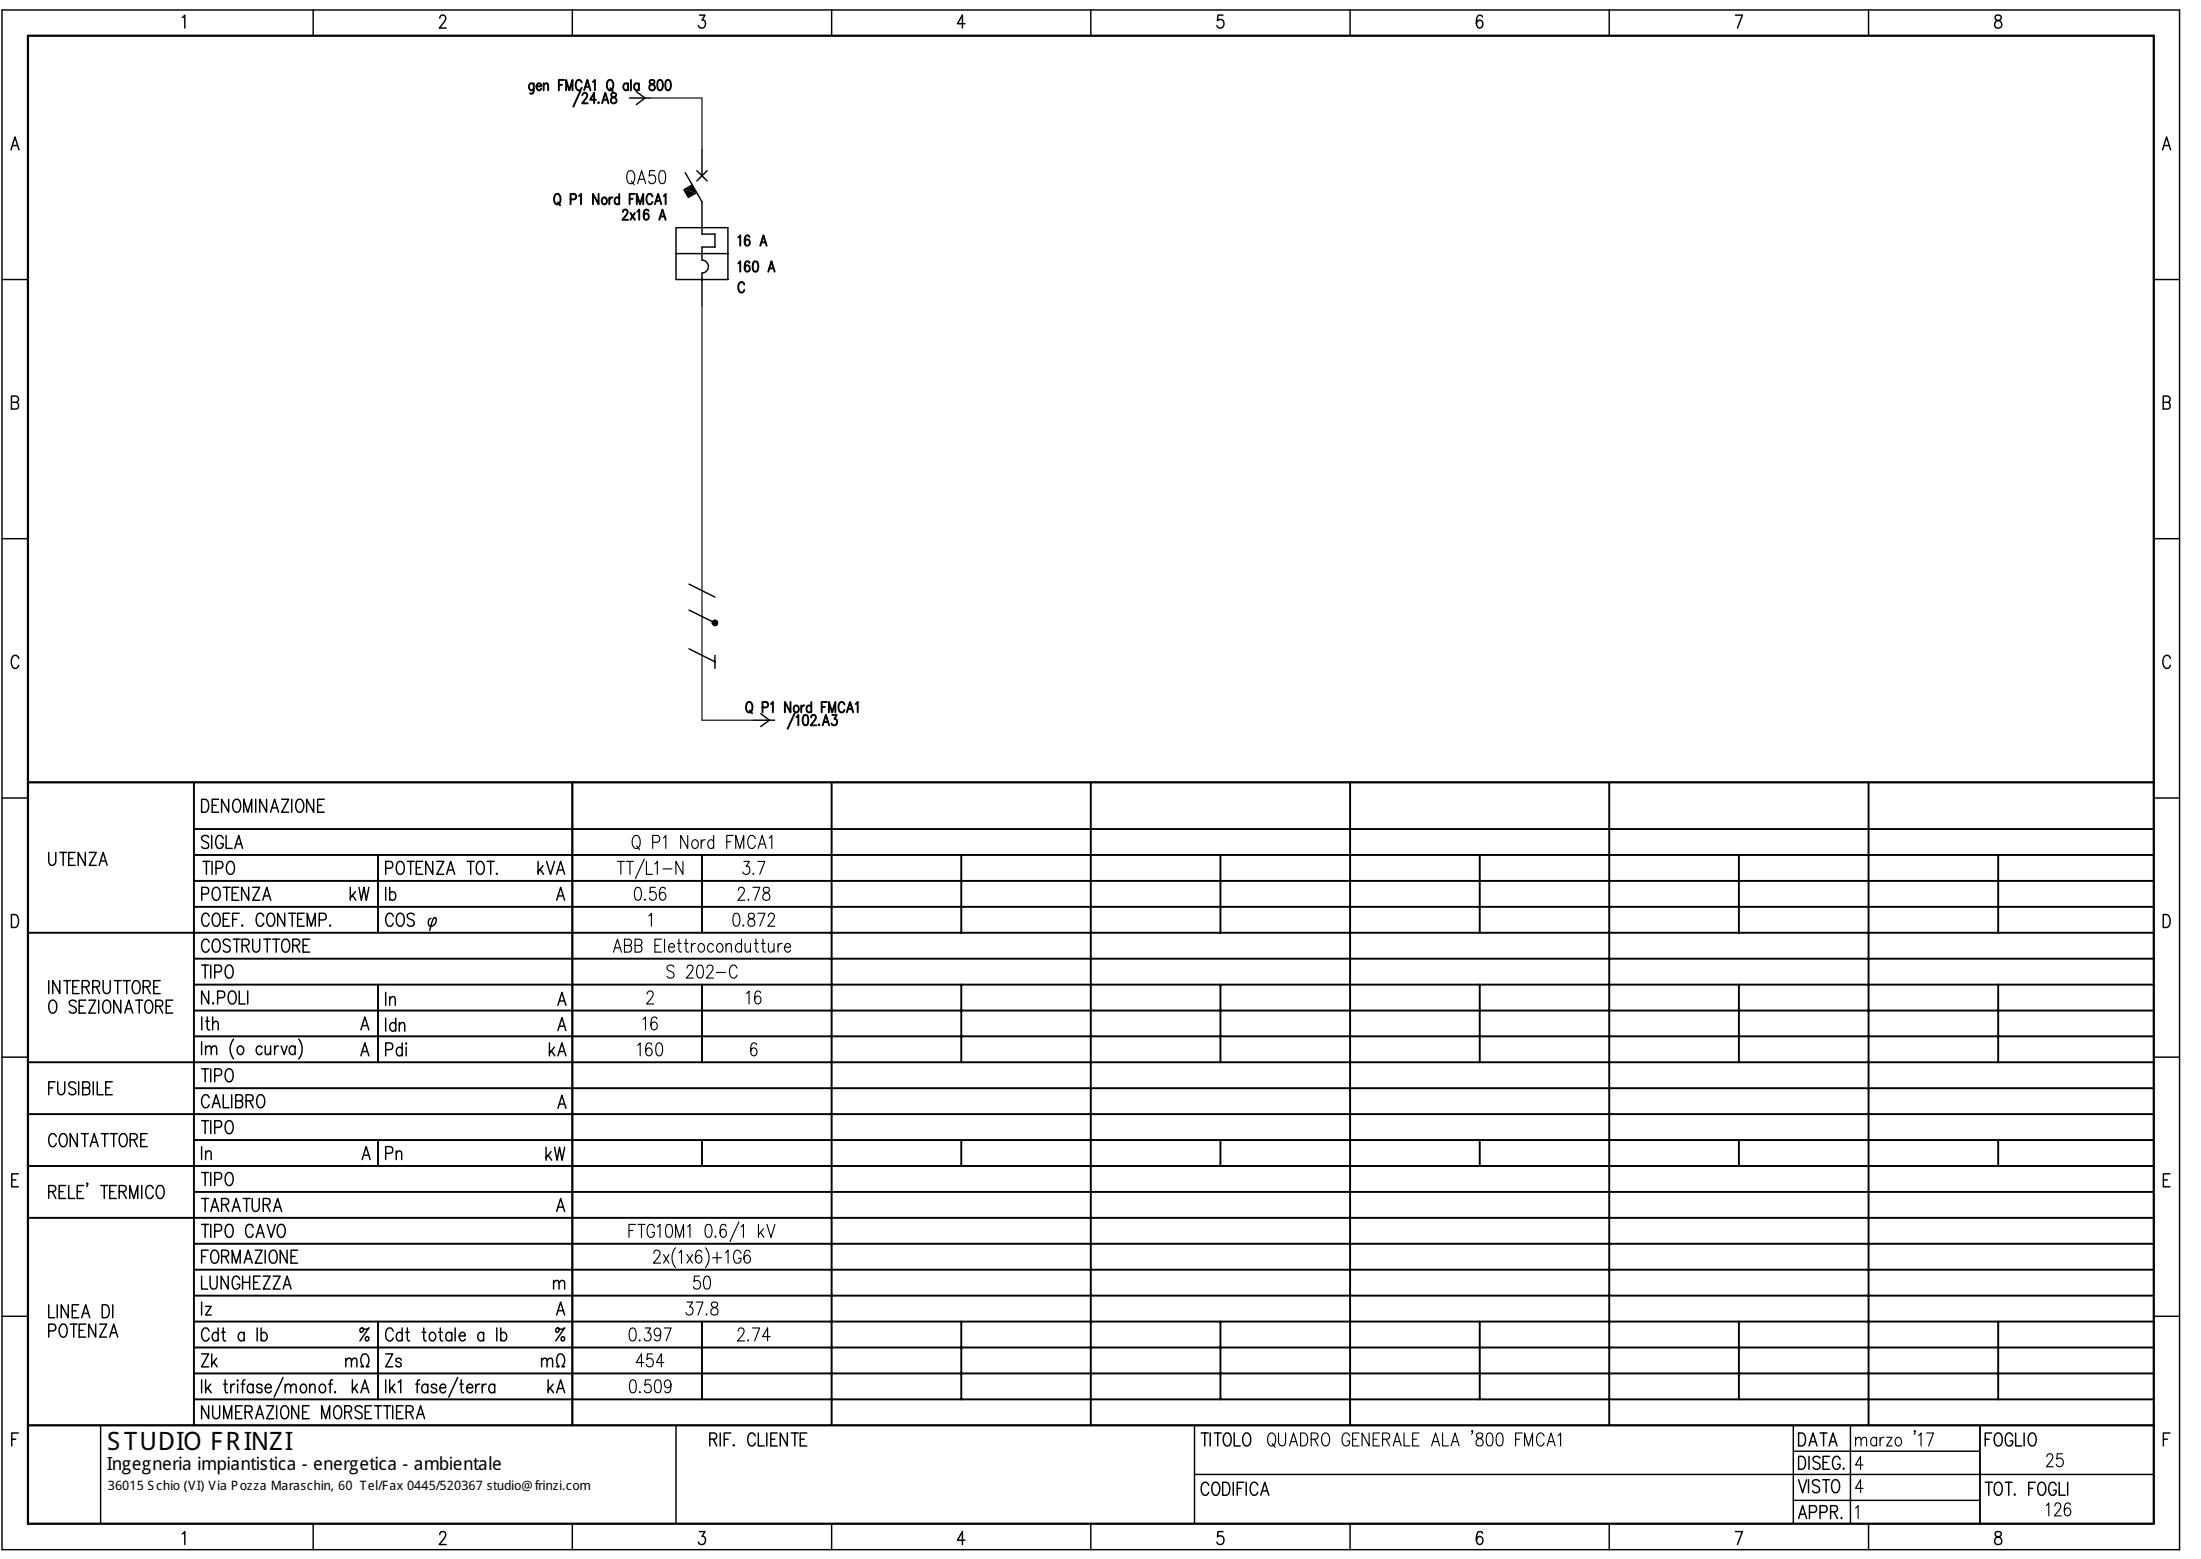 1 2 3 4 5 6 7 8
gen FMCA1 Q ala 800
/24.A8
A A
QA50
Q P1 Nord FMCA1
2x16 A
16 A
160 A
C
B B
C C
Q P1 Nord FMCA1
/102.A3
UTENZA
DENOMINAZIONE
SIGLA Q P1 Nord FMCA1
TIPO POTENZA TOT. kVA TT/L1-N 3.7
POTENZA kW Ib A 0.56 2.78
COEF. CONTEMP. COS φ 1 0.872
D D
INTERRUTTORE
O SEZIONATORE
COSTRUTTORE ABB Elettrocondutture
TIPO S 202-C
N.POLI In A 2 16
Ith A Idn A 16
Im (o curva) A Pdi kA 160 6
FUSIBILE
TIPO
CALIBRO A
CONTATTORE
TIPO
In A Pn kW
E E
RELE' TERMICO
TIPO
TARATURA A
LINEA DI
POTENZA
TIPO CAVO FTG10M1 0.6/1 kV
FORMAZIONE 2x(1x6)+1G6
LUNGHEZZA m 50
Iz A 37.8
Cdt a Ib % Cdt totale a Ib % 0.397 2.74
Zk mΩ Zs mΩ 454
Ik trifase/monof. kA Ik1 fase/terra kA 0.509
NUMERAZIONE MORSETTIERA
F F
STUDIO FRINZI
Ingegneria impiantistica - energetica - ambientale
36015 Schio (VI) Via Pozza Maraschin, 60 Tel/Fax 0445/520367 studio@frinzi.com
RIF. CLIENTE
TITOLO QUADRO GENERALE ALA '800 FMCA1
CODIFICA
DATA marzo '17
DISEG. 4
VISTO 4
APPR. 1
FOGLIO
25
TOT. FOGLI
126
1 2 3 4 5 6 7 8